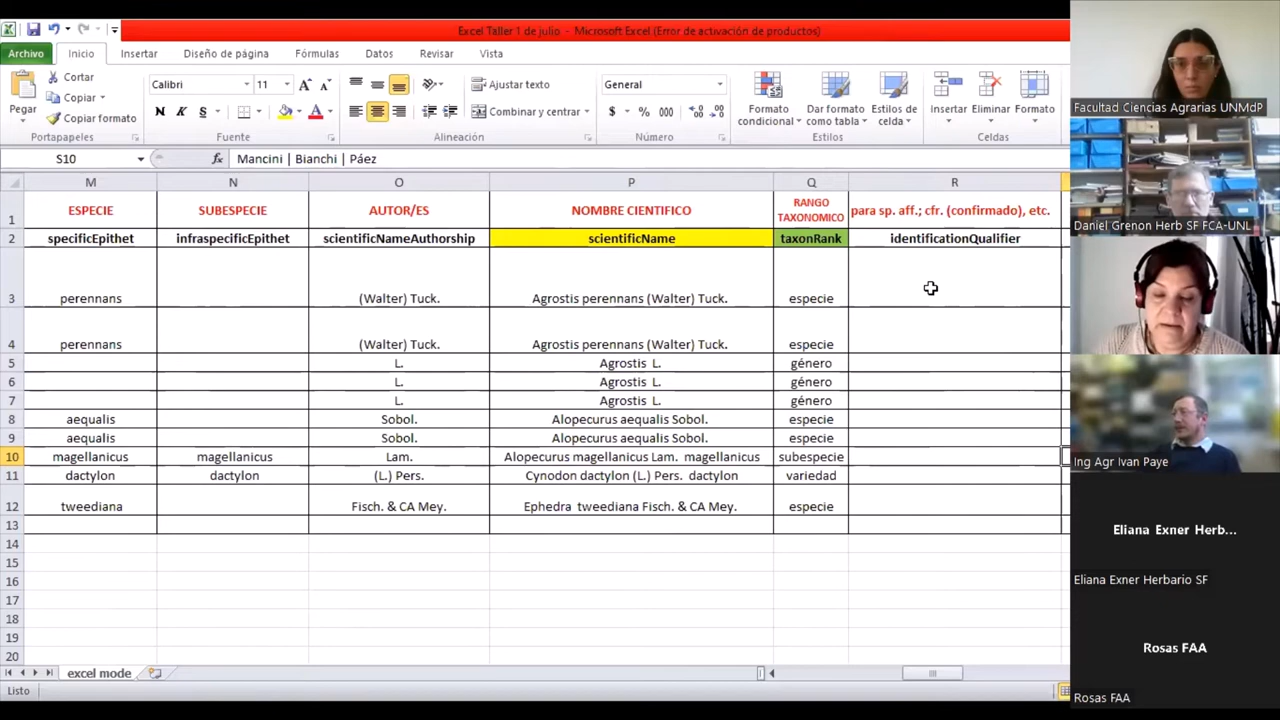 Excel Taller 1 de julio - Microsoft Excel (Error de activación de productos)
Archivo Inicio Insertar Diseño de página Fórmulas Datos Revisar Vista
Cortar
Copiar
Copiar formato
Pegar
Portapapeles
Calibri 11
N K S
Fuente
Ajustar texto
Combinar y centrar
Alineación
General
$ % 000
Número
Formato condicional
Dar formato como tabla
Estilos de celda
Estilos
Insertar Eliminar Formato
Celdas
S10 fx Mancini | Bianchi | Páez
M N O P Q R
1 ESPECIE SUBESPECIE AUTOR/ES NOMBRE CIENTIFICO RANGO TAXONOMICO para sp. aff.; cfr. (confirmado), etc.
2 specificEpithet infraspecificEpithet scientificNameAuthorship scientificName taxonRank identificationQualifier
3 perennans (Walter) Tuck. Agrostis perennans (Walter) Tuck. especie
4 perennans (Walter) Tuck. Agrostis perennans (Walter) Tuck. especie
5 L. Agrostis L. género
6 L. Agrostis L. género
7 L. Agrostis L. género
8 aequalis Sobol. Alopecurus aequalis Sobol. especie
9 aequalis Sobol. Alopecurus aequalis Sobol. especie
10 magellanicus magellanicus Lam. Alopecurus magellanicus Lam. magellanicus subespecie
11 dactylon dactylon (L.) Pers. Cynodon dactylon (L.) Pers. dactylon variedad
12 tweediana Fisch. & CA Mey. Ephedra tweediana Fisch. & CA Mey. especie
13
14
15
16
17
18
19
20
excel mode
Listo
Facultad Ciencias Agrarias UNMdP
Daniel Grenon Herb SF FCA-UNL
Ing Agr Ivan Paye
Eliana Exner Herb...
Eliana Exner Herbario SF
Rosas FAA
Rosas FAA